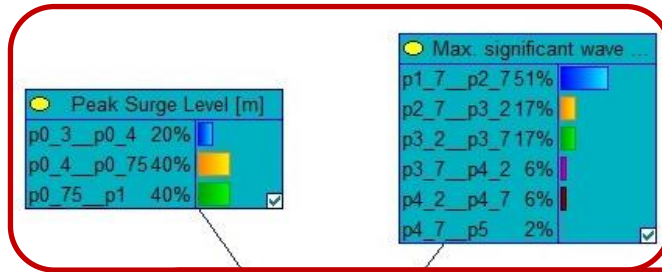 Peak Surge Level [m]
p0_3__p0_4 20%
p0_4__p0_75 40%
p0_75__p1 40%
Max. significant wave ...
p1_7__p2_7 51%
p2_7__p3_2 17%
p3_2__p3_7 17%
p3_7__p4_2 6%
p4_2__p4_7 6%
p4_7__p5 2%